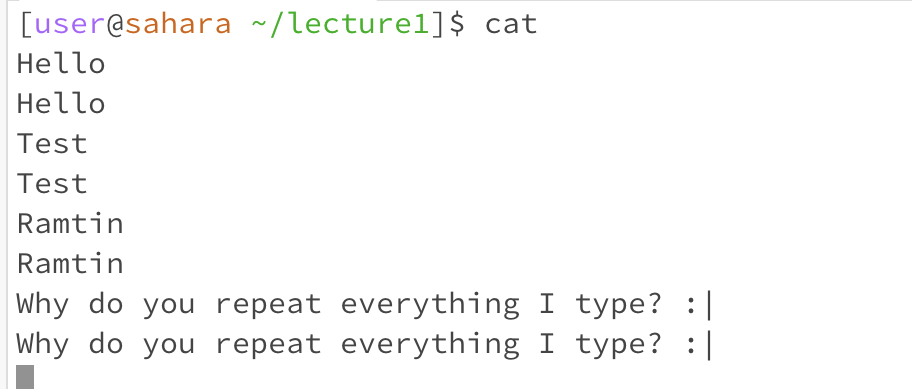 [user@sahara ~/lecture1]$ cat
Hello
Hello
Test
Test
Ramtin
Ramtin
Why do you repeat everything I type? :|
Why do you repeat everything I type? :|